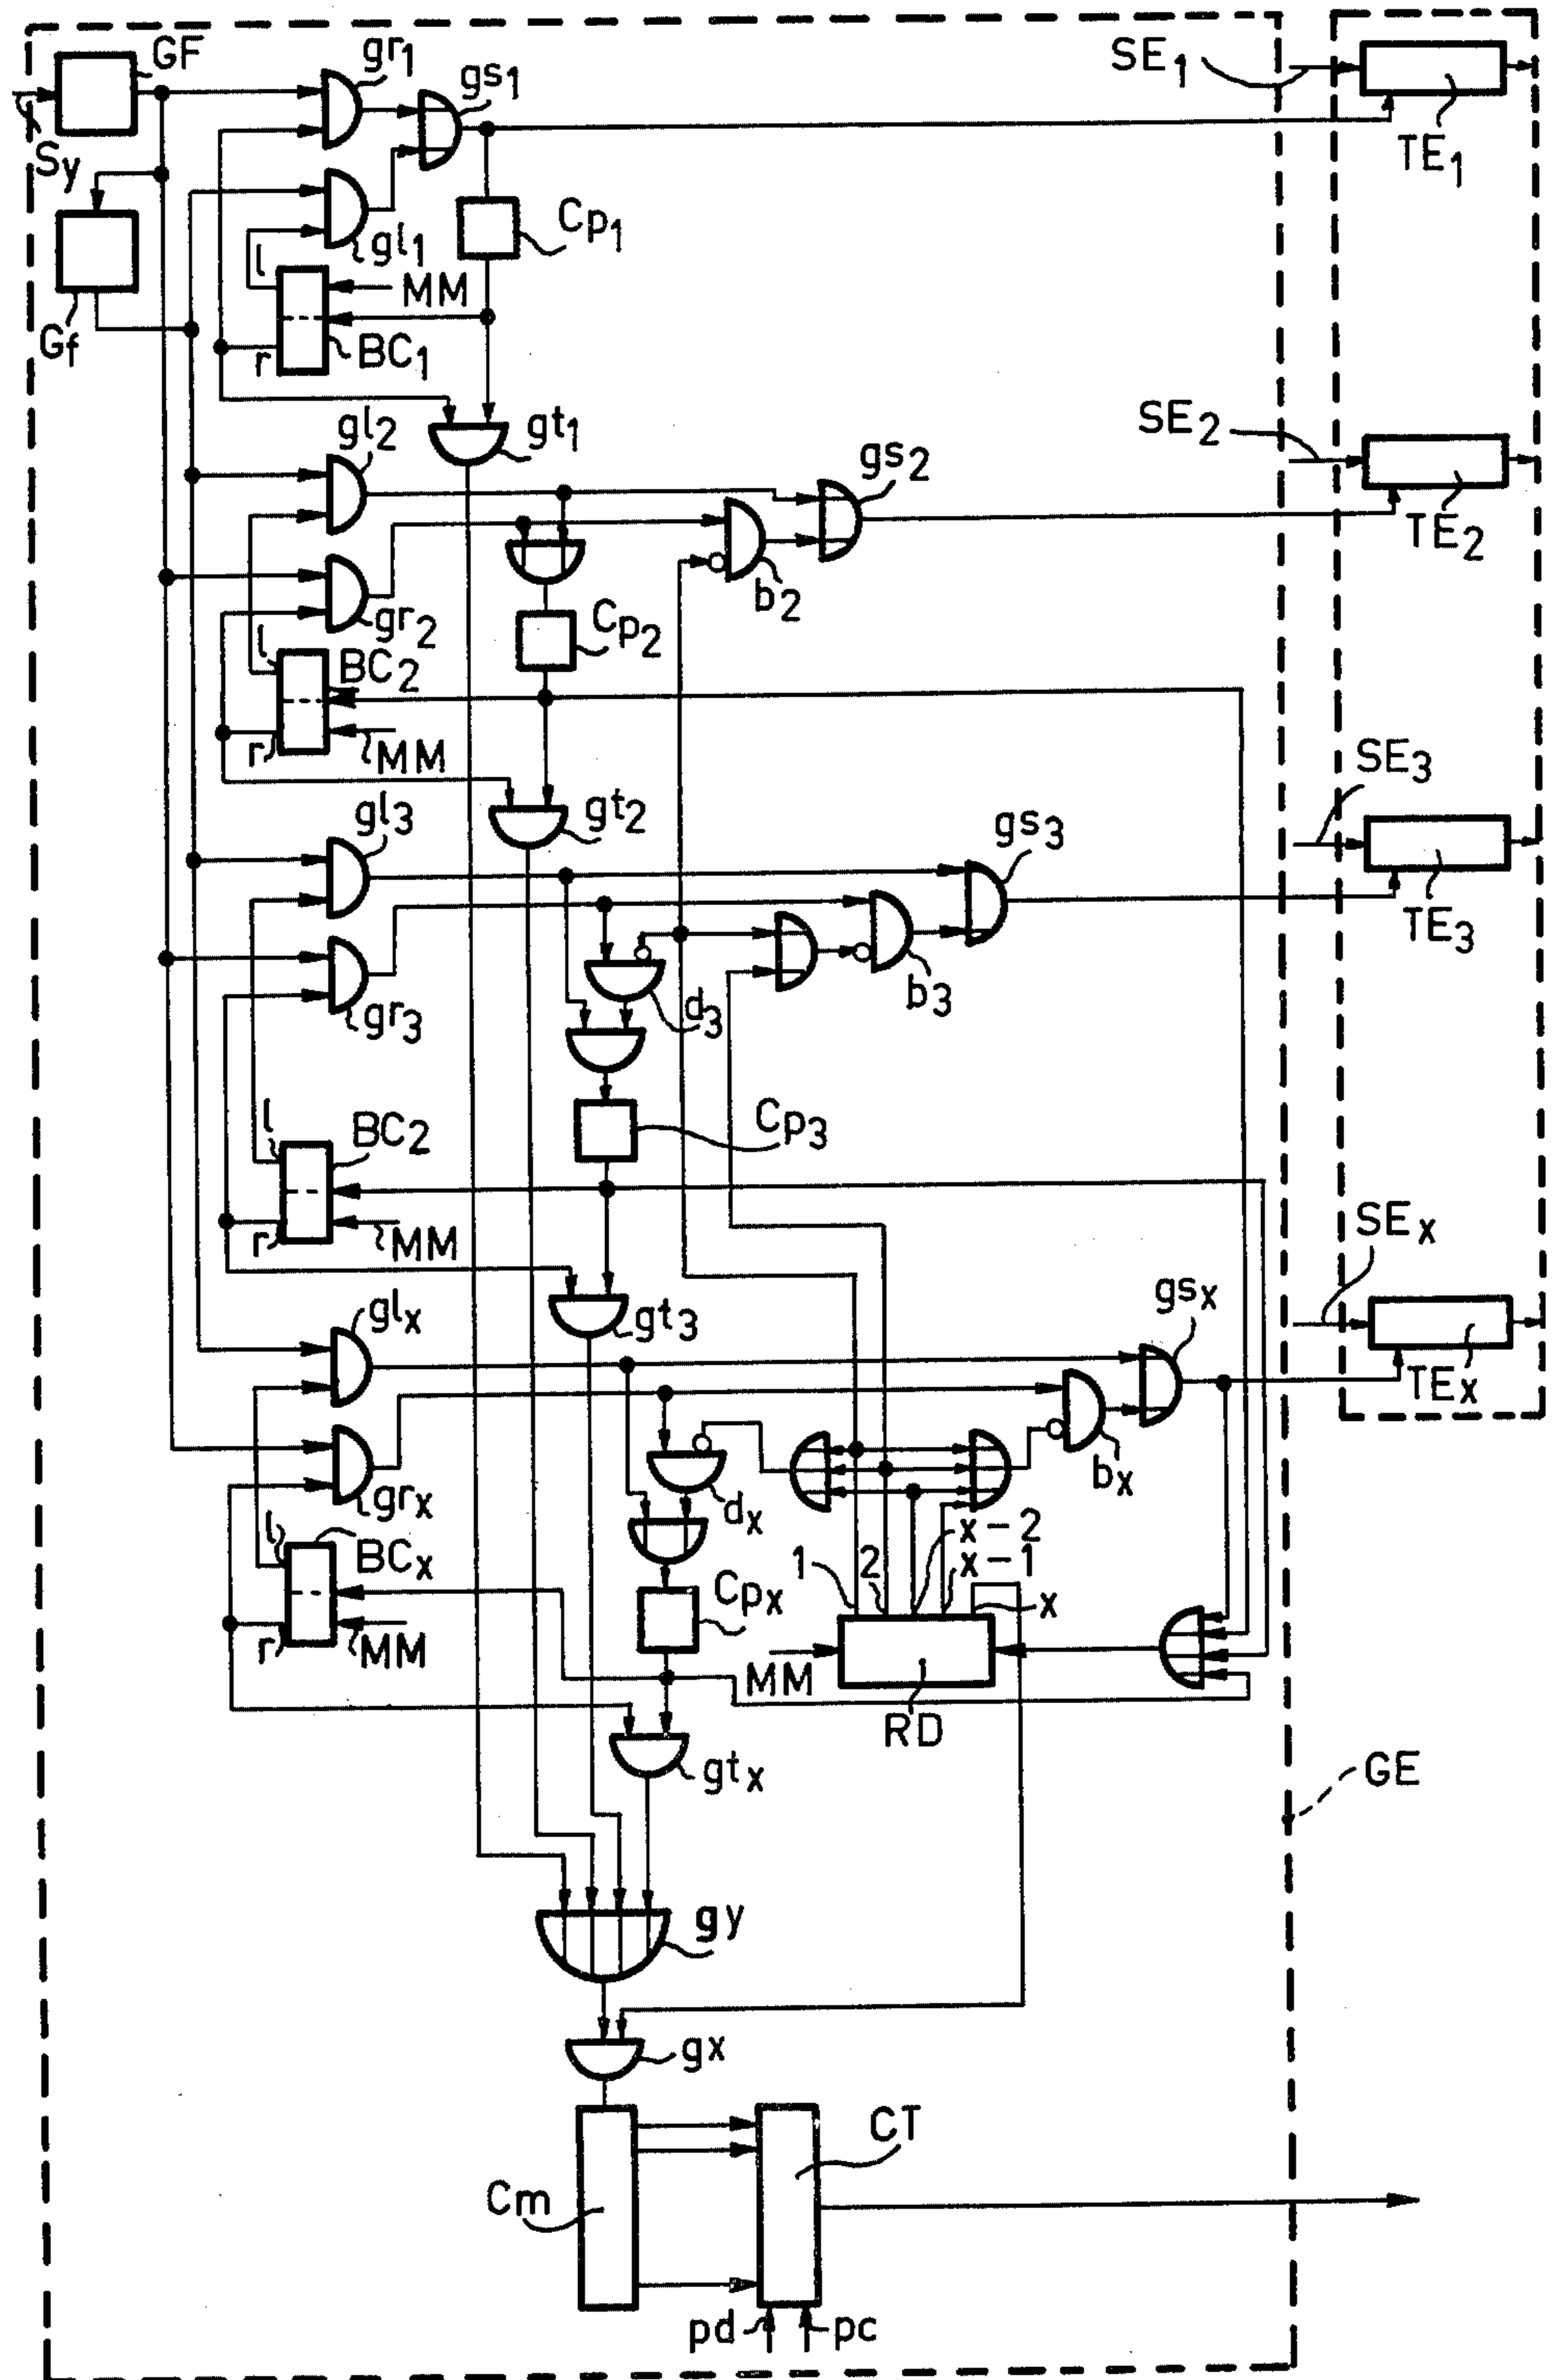 GF
gr1
gs1
SE1
Sy
TE1
Cp1
gl1
l
MM
Gf
r
BC1
gl2
gt1
SE2
gs2
TE2
b2
gr2
Cp2
l
BC2
r
MM
SE3
gl3
gt2
gs3
TE3
d3
b3
gr3
Cp3
l
BC2
r
MM
SEx
gsx
glx
gt3
TEx
bx
grx
dx
x-2
l
BCx
1
2
x-1
Cpx
x
r
MM
MM
RD
gtx
GE
gy
gx
CT
Cm
pd
pc